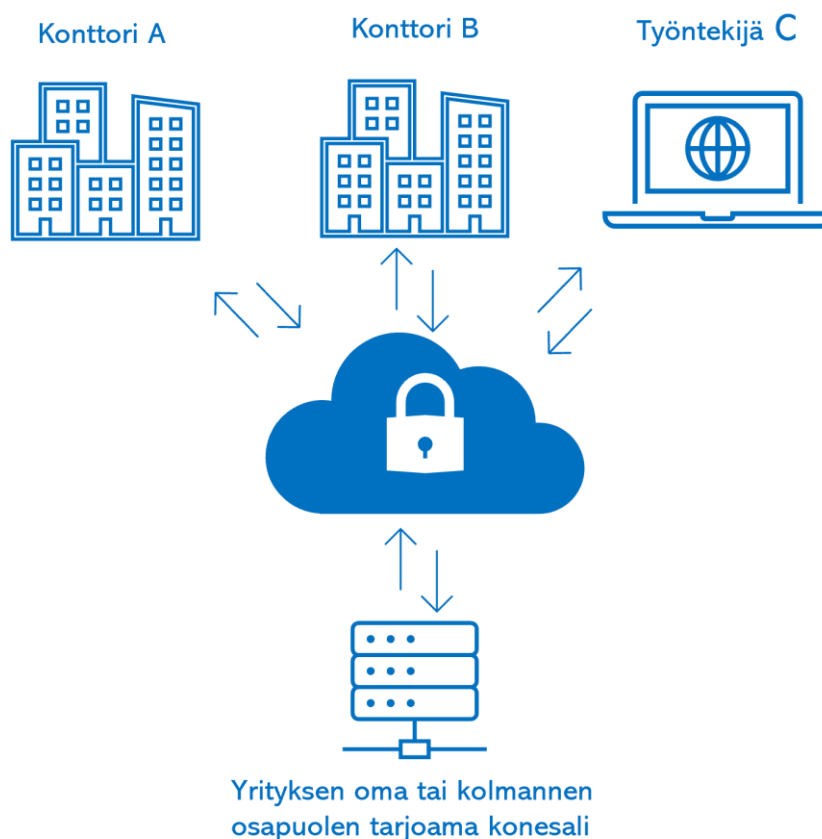 Konttori A
Konttori B
Työntekijä C
Yrityksen oma tai kolmannen
osapuolen tarjoama konesali